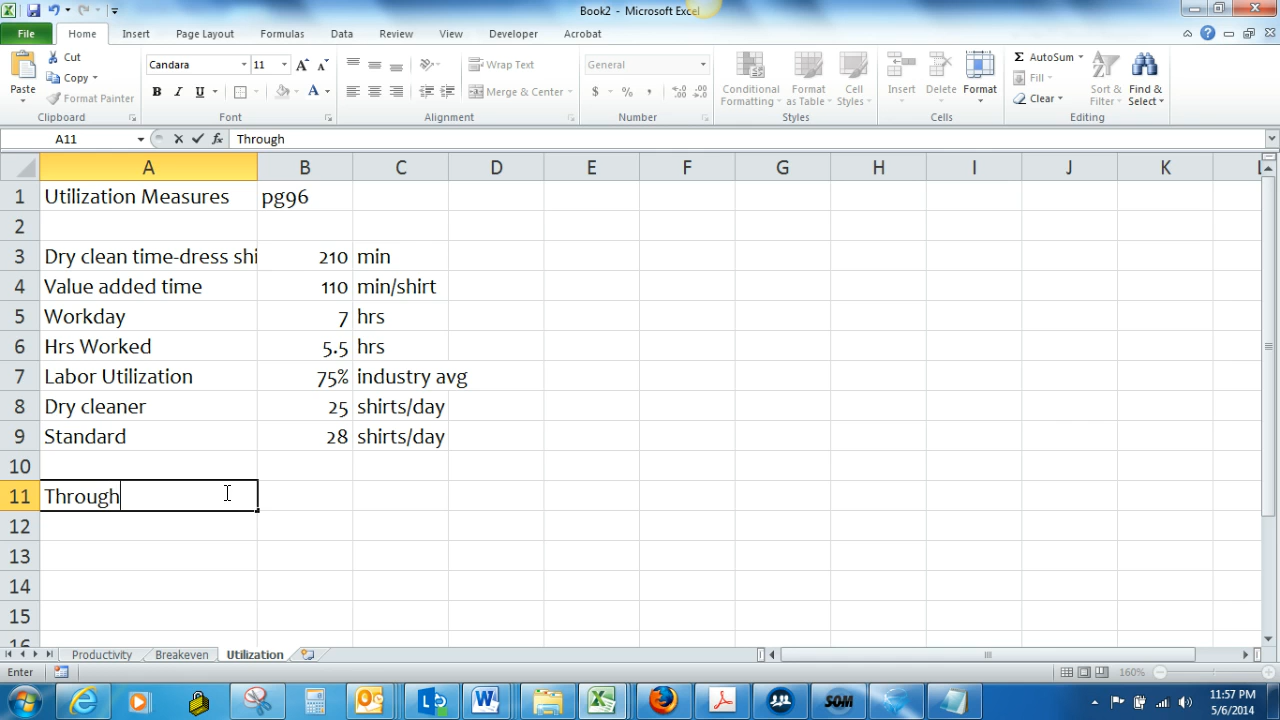 Book2 - Microsoft Excel
File Home Insert Page Layout Formulas Data Review View Developer Acrobat
Paste
Cut
Copy
Format Painter
Clipboard
Candara 11
B I U
Font
Wrap Text
Merge & Center
Alignment
General
$ % ,
Number
Conditional Formatting
Format as Table
Cell Styles
Styles
Insert Delete Format
Cells
AutoSum
Fill
Clear
Sort & Filter
Find & Select
Editing
A11 fx Through
A B C D E F G H I J K L
1 Utilization Measures pg96
2
3 Dry clean time-dress shi 210 min
4 Value added time 110 min/shirt
5 Workday 7 hrs
6 Hrs Worked 5.5 hrs
7 Labor Utilization 75% industry avg
8 Dry cleaner 25 shirts/day
9 Standard 28 shirts/day
10
11 Through
12
13
14
15
16
Productivity Breakeven Utilization
Enter 160%
SOM
11:57 PM
5/6/2014